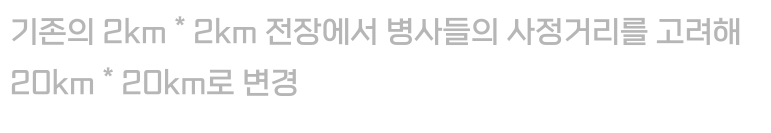 기존의 2km * 2km 전장에서 병사들의 사정거리를 고려해
20km * 20km로 변경